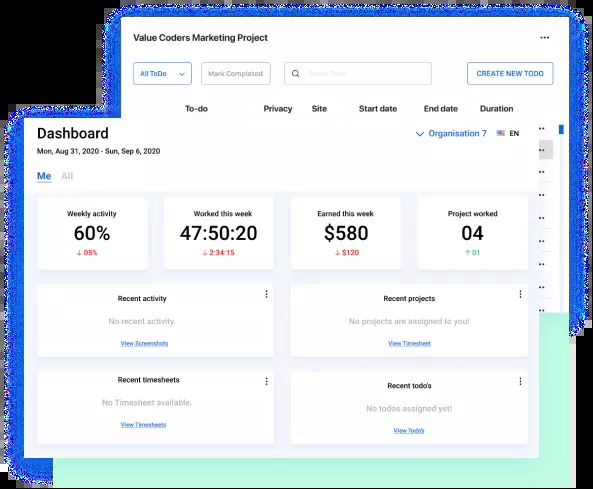 Value Coders Marketing Project
All ToDo
Mark Completed
CREATE NEW TODO
To-do Privacy Site Start date End date Duration
Dashboard
Organisation 7
EN
Mon, Aug 31, 2020 - Sun, Sep 6, 2020
Me All
Weekly activity
60%
↓ 05%
Worked this week
47:50:20
↓ 2:34:15
Earned this week
$580
↓ $120
Project worked
04
↑ 01
Recent activity
No recent activity.
View Screenshots
Recent projects
No projects are assigned to you!
View Timesheet
Recent timesheets
No Timesheet available.
View Timesheets
Recent todo's
No todos assigned yet!
View Todo's